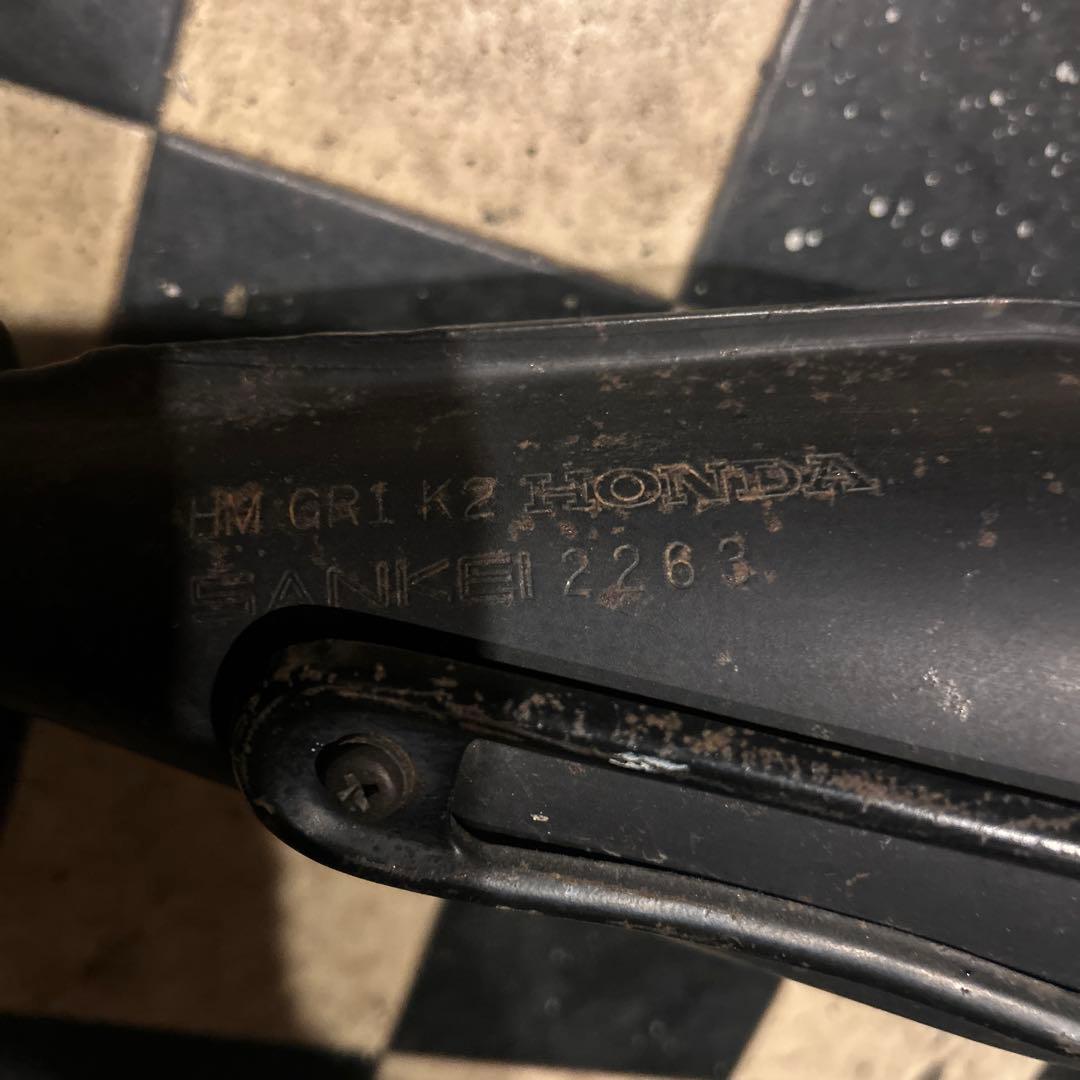 HM GR1 K2 HONDA
SANKEI 2263